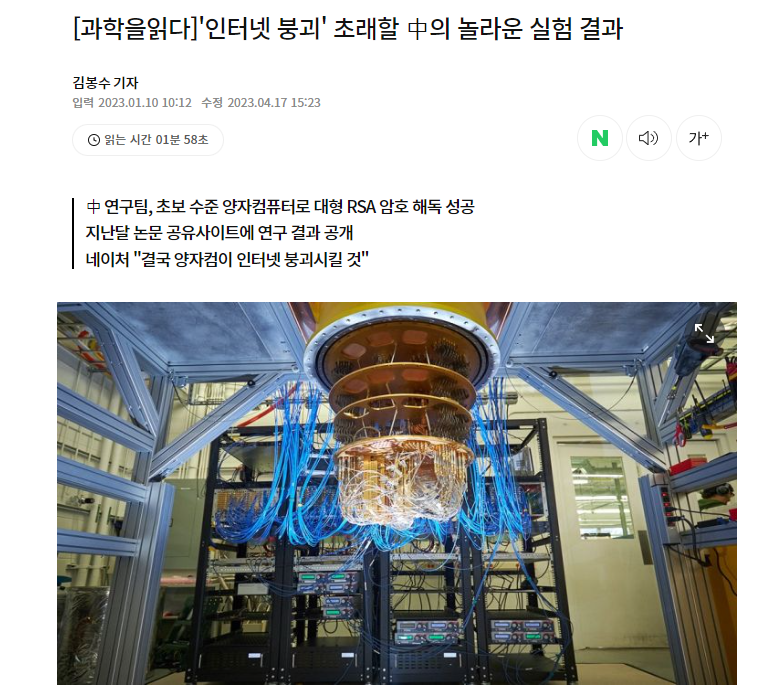 [과학을읽다]'인터넷 붕괴' 초래할 中의 놀라운 실험 결과
김봉수 기자
입력 2023.01.10 10:12 수정 2023.04.17 15:23
읽는 시간 01분 58초
N
가+
中 연구팀, 초보 수준 양자컴퓨터로 대형 RSA 암호 해독 성공
지난달 논문 공유사이트에 연구 결과 공개
네이처 "결국 양자컴이 인터넷 붕괴시킬 것"